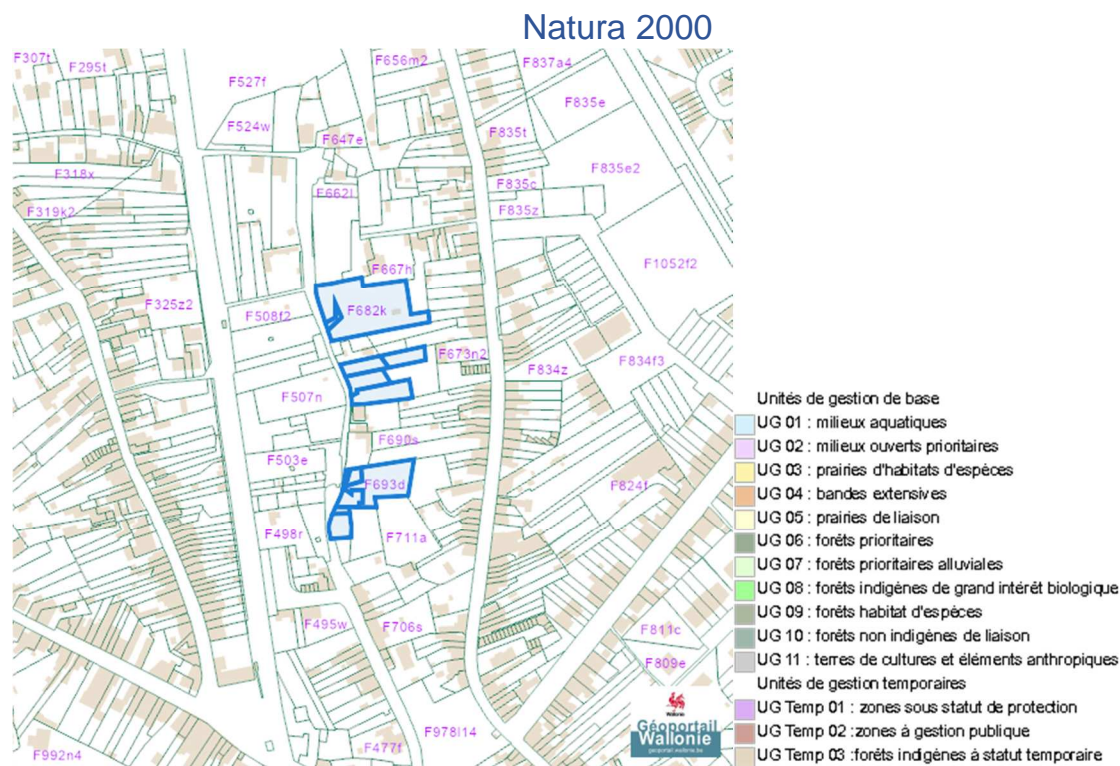 Natura 2000
F307t
F295t
F527f
F656m2
F837a4
F835e
F524w
F647e
F835t
F318x
F662l
F835c
F835e2
F319k2
F835z
F667h
F1052f2
F325z2
F508f2
F682k
F673n2
F834z
F834f3
F507n
F690s
F503e
F693d
F824f
F498r
F711a
F495w
F706s
F811c
F809e
F992n4
F477f
F978l14
Wallonie
Géoportail
Wallonie
geoportail.wallonie.be
Unités de gestion de base
UG 01 : milieux aquatiques
UG 02 : milieux ouverts prioritaires
UG 03 : prairies d'habitats d'espèces
UG 04 : bandes extensives
UG 05 : prairies de liaison
UG 06 : forêts prioritaires
UG 07 : forêts prioritaires alluviales
UG 08 : forêts indigènes de grand intérêt biologique
UG 09 : forêts habitat d'espèces
UG 10 : forêts non indigènes de liaison
UG 11 : terres de cultures et éléments anthropiques
Unités de gestion temporaires
UG Temp 01 : zones sous statut de protection
UG Temp 02 :zones à gestion publique
UG Temp 03 :forêts indigènes à statut temporaire